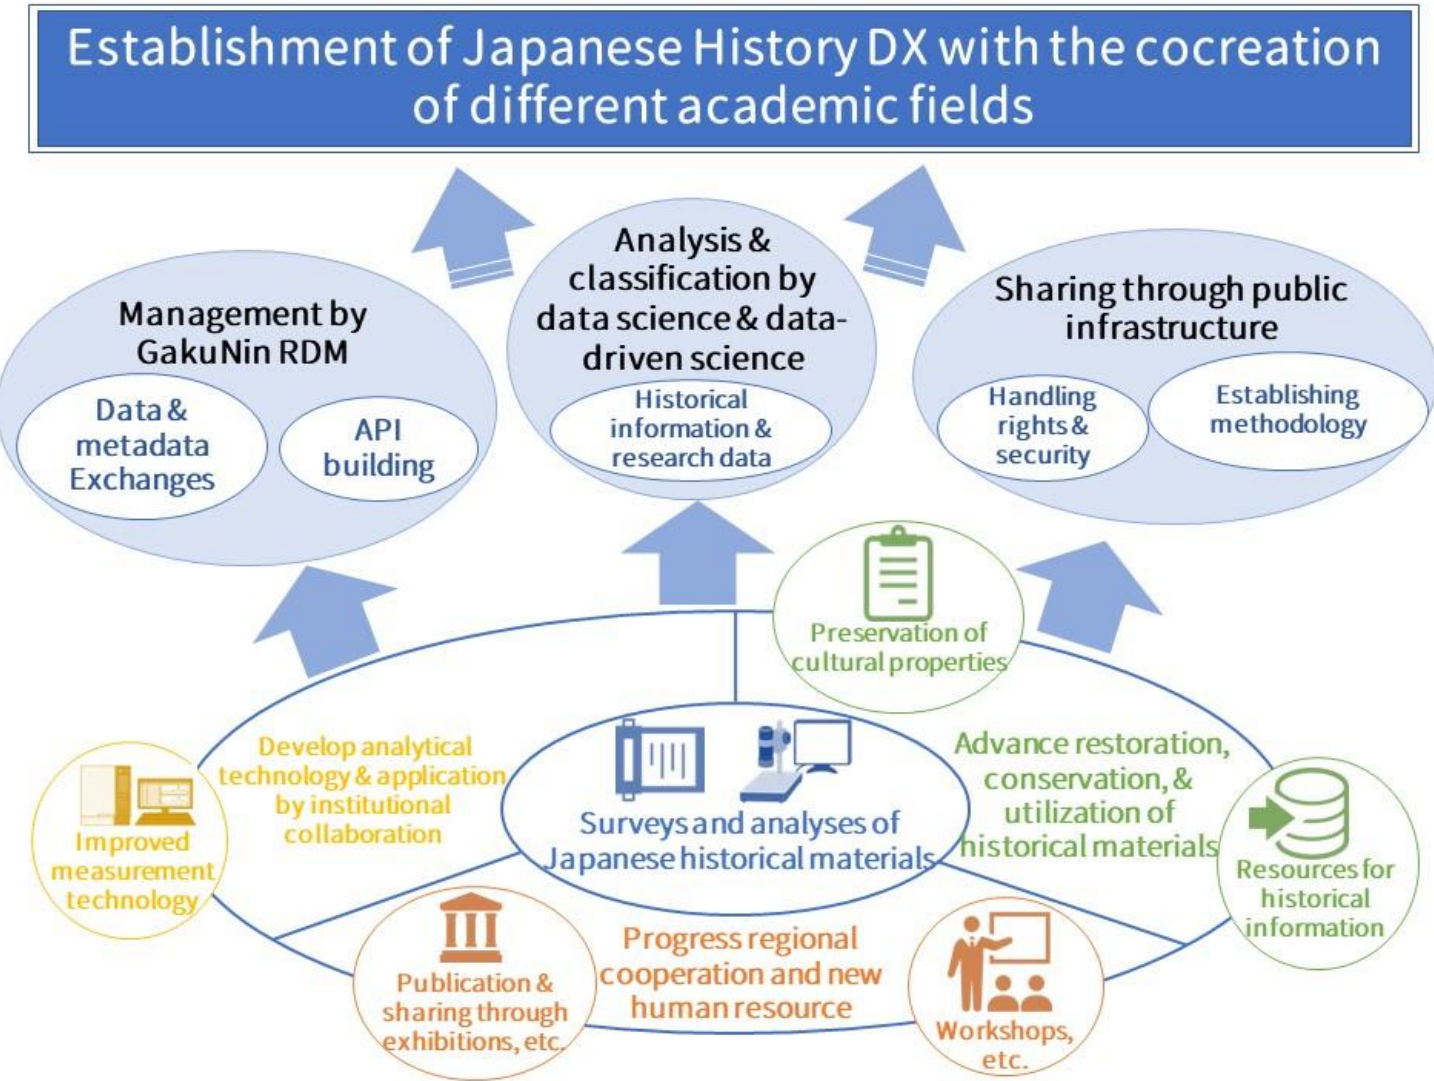 Establishment of Japanese History DX with the cocreation
of different academic fields
Management by
GakuNin RDM
Data &
metadata
Exchanges
API
building
Analysis &
classification by
data science & data-
driven science
Historical
information &
research data
Sharing through public
infrastructure
Handling
rights &
security
Establishing
methodology
Preservation of
cultural properties
Develop analytical
technology & application
by institutional
collaboration
Improved
measurement
technology
Surveys and analyses of
Japanese historical materials
Advance restoration,
conservation, &
utilization of
historical materials
Resources for
historical
information
Publication &
sharing through
exhibitions, etc.
Progress regional
cooperation and new
human resource
Workshops,
etc.